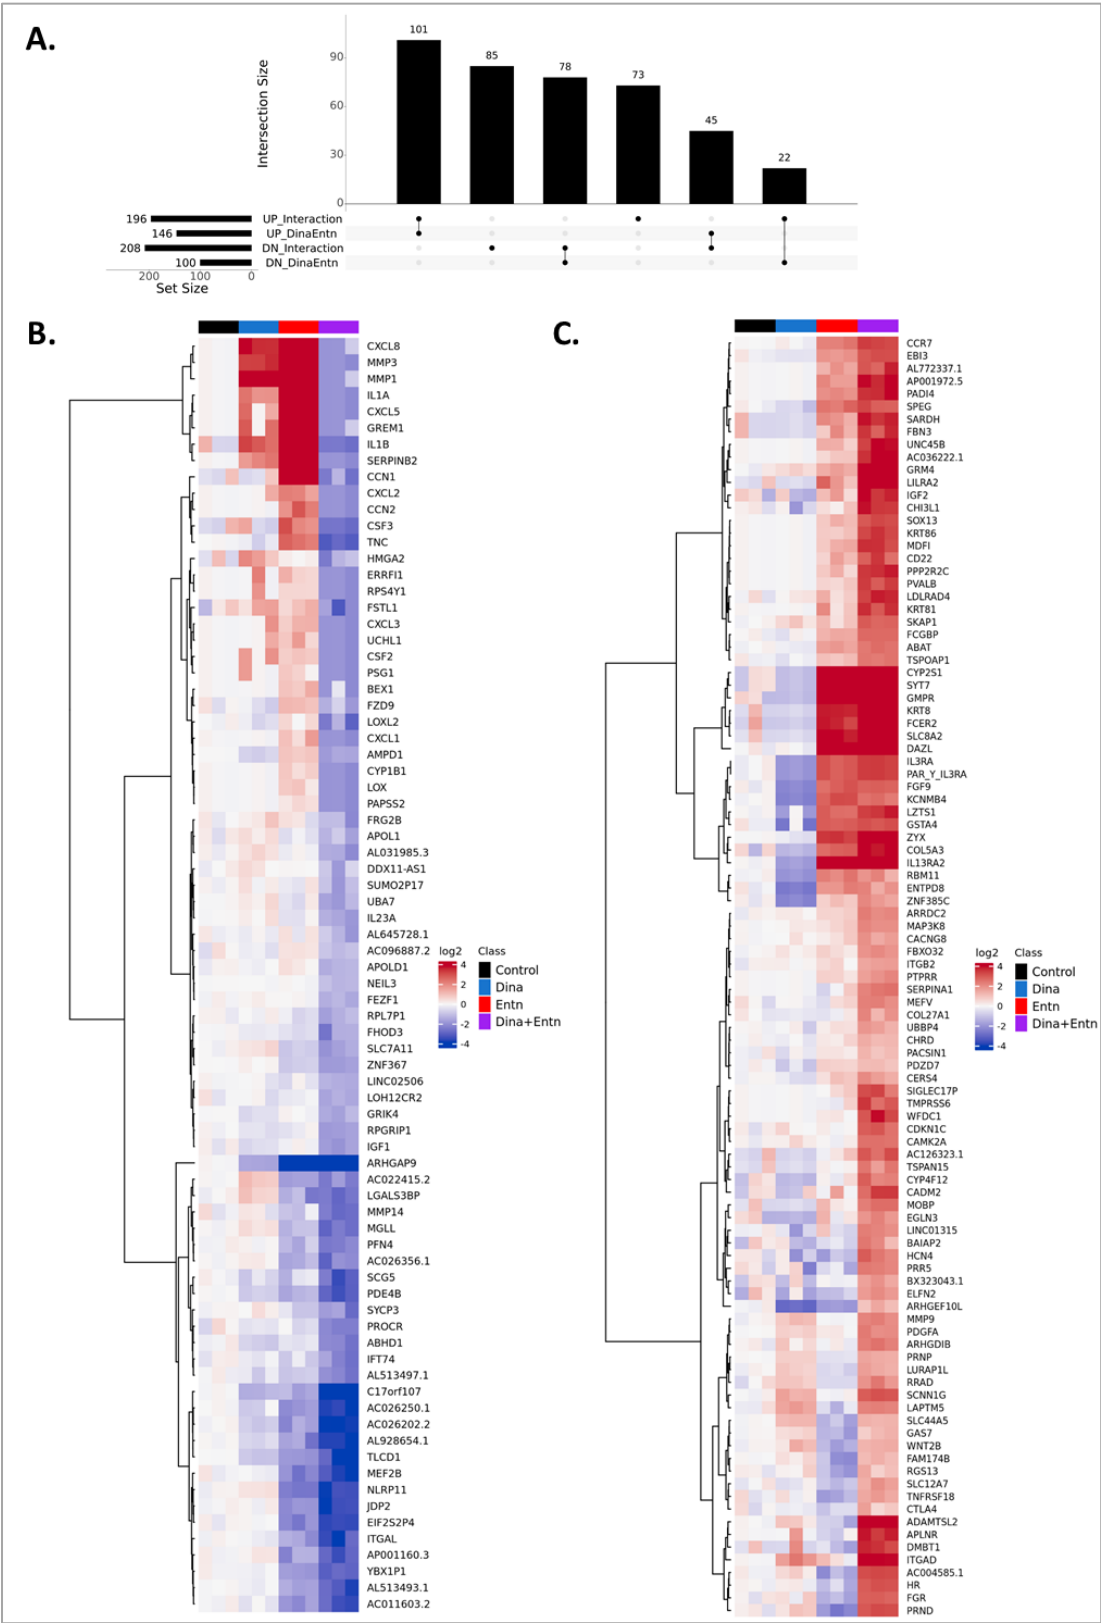 A.
Intersection Size
90
60
30
0
101
85
78
73
45
22
196
UP_Interaction
146
UP_DinaEntn
208
DN_Interaction
100
DN_DinaEntn
200
100
0
Set Size
B.
CXCL8
MMP3
MMP1
IL1A
CXCL5
GREM1
IL1B
SERPINB2
CCN1
CXCL2
CCN2
CSF3
TNC
HMGA2
ERRFI1
RPS4Y1
FSTL1
CXCL3
UCHL1
CSF2
PSG1
BEX1
FZD9
LOXL2
CXCL1
AMPD1
CYP1B1
LOX
PAPSS2
FRG2B
APOL1
AL031985.3
DDX11-AS1
SUMO2P17
UBA7
IL23A
AL645728.1
AC096887.2
APOLD1
NEIL3
FEZF1
RPL7P1
FHOD3
SLC7A11
ZNF367
LINC02506
LOH12CR2
GRIK4
RPGRIP1
IGF1
ARHGAP9
AC022415.2
LGALS3BP
MMP14
MGLL
PFN4
AC026356.1
SCG5
PDE4B
SYCP3
PROCR
ABHD1
IFT74
AL513497.1
C17orf107
AC026250.1
AC026202.2
AL928654.1
TLCD1
MEF2B
NLRP11
JDP2
EIF2S2P4
ITGAL
AP001160.3
YBX1P1
AL513493.1
AC011603.2
log2
4
2
0
-2
-4
Class
Control
Dina
Entn
Dina+Entn
C.
CCR7
EBI3
AL772337.1
AP001972.5
PADI4
SPEG
SARDH
FBN3
UNC45B
AC036222.1
GRM4
LILRA2
IGF2
CHI3L1
SOX13
KRT86
MDFI
CD22
PPP2R2C
PVALB
LDLRAD4
KRT81
SKAP1
FCGBP
ABAT
TSPOAP1
CYP2S1
SYT7
GMPR
KRT8
FCER2
SLC8A2
DAZL
IL3RA
PAR_Y_IL3RA
FGF9
KCNMB4
LZTS1
GSTA4
ZYX
COL5A3
IL13RA2
RBM11
ENTPD8
ZNF385C
ARRDC2
MAP3K8
CACNG8
FBXO32
ITGB2
PTPRR
SERPINA1
MEFV
COL27A1
UBBP4
CHRD
PACSIN1
PDZD7
CERS4
SIGLEC17P
TMPRSS6
WFDC1
CDKN1C
CAMK2A
AC126323.1
TSPAN15
CYP4F12
CADM2
MOBP
EGLN3
LINC01315
BAIAP2
HCN4
PRR5
BX323043.1
ELFN2
ARHGEF10L
MMP9
PDGFA
ARHGDIB
PRNP
LURAP1L
RRAD
SCNN1G
LAPTM5
SLC44A5
GAS7
WNT2B
FAM174B
RGS13
SLC12A7
TNFRSF18
CTLA4
ADAMTSL2
APLNR
DMBT1
ITGAD
AC004585.1
HR
FGR
PRND
log2
4
2
0
-2
-4
Class
Control
Dina
Entn
Dina+Entn